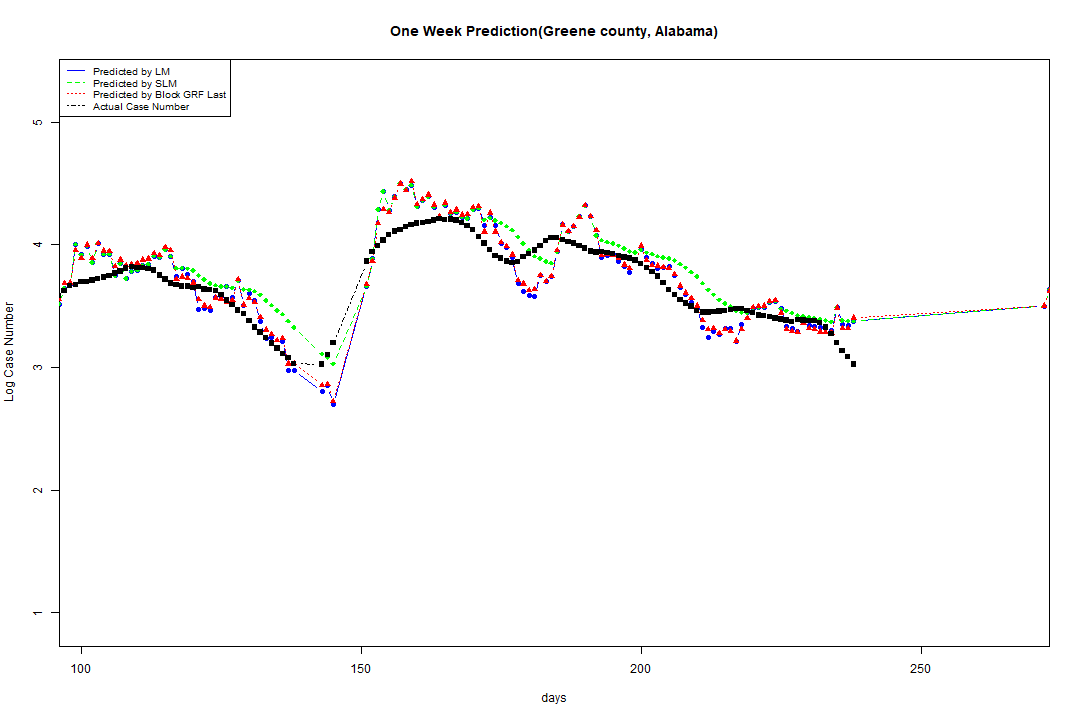 One Week Prediction(Greene county, Alabama)
Predicted by LM
Predicted by SLM
Predicted by Block GRF Last
Actual Case Number
5
4
3
2
1
Log Case Number
100 150 200 250
days